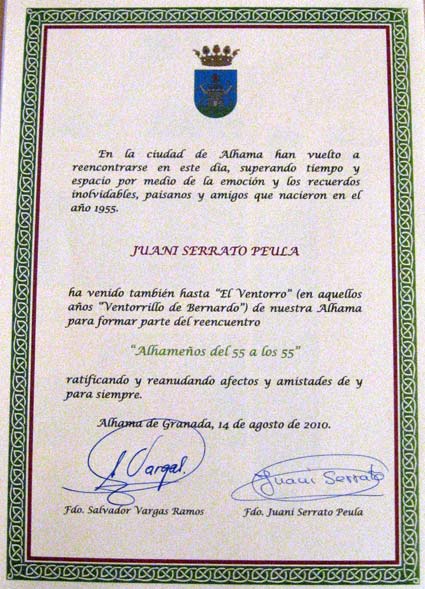 En la ciudad de Alhama han vuelto a
reencontrarse en este dia, superando tiempo y
espacio por medio de la emoción y los recuerdos
inolvidables, paisanos y amigos que nacieron en el
año 1955.
JUANI SERRATO PEULA
ha venido también hasta "El Ventorro" (en aquellos
años "Ventorrillo de Bernardo") de nuestra Alhama
para formar parte del reencuentro
"Alhameños del 55 a los 55"
ratificando y reanudando afectos y amistades de y
para siempre.
Alhama de Granada, 14 de agosto de 2010.
S. Vargas. Juani Serrato
Fdo. Salvador Vargas Ramos Fdo. Juani Serrato Peula